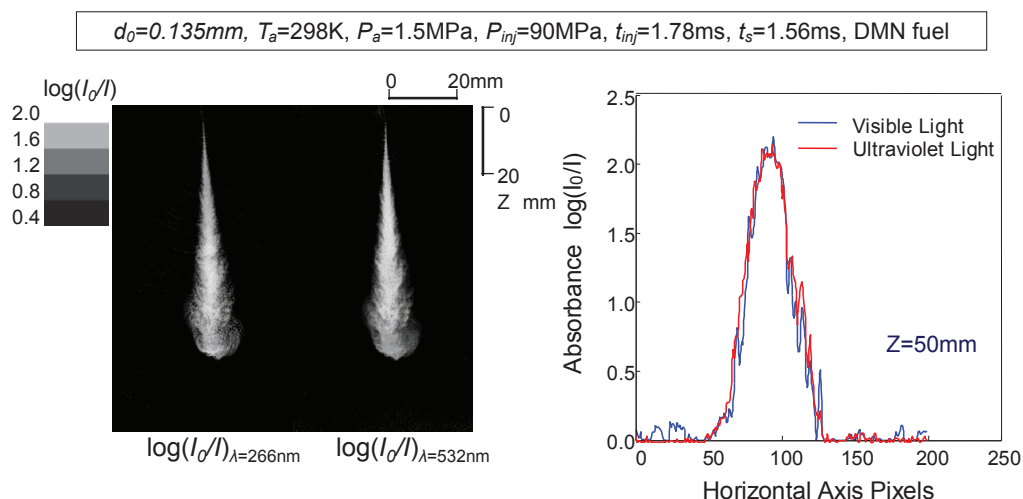 d0=0.135mm, Ta=298K, Pa=1.5MPa, Pinj=90MPa, tinj=1.78ms, ts=1.56ms, DMN fuel
log(I0/I)
2.0
1.6
1.2
0.8
0.4
0 20mm
0
20
Z mm
log(I0/I)λ=266nm log(I0/I)λ=532nm
2.5
2.0
1.5
1.0
0.5
0.0
Absorbance log(I0/I)
Visible Light
Ultraviolet Light
Z=50mm
0 50 100 150 200 250
Horizontal Axis Pixels